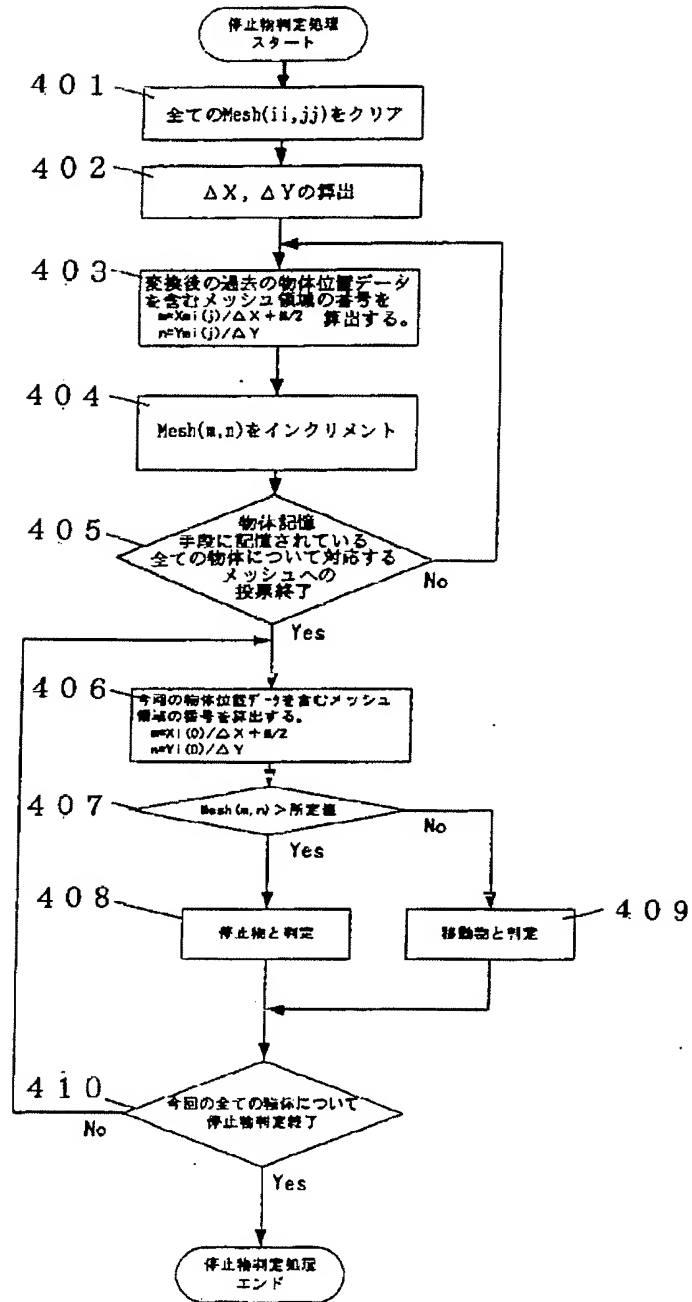 停止物判定処理
スタート
401
全てのMesh(ii,jj)をクリア
402
ΔX, ΔYの算出
403
変換後の過去の物体位置データ
を含むメッシュ領域の番号を
m=Xmi(j)/ΔX+M/2 算出する。
n=Ymi(j)/ΔY
404
Mesh(m,n)をインクリメント
405
物体記憶
手段に記憶されている
全ての物体について対応する
メッシュへの
投票終了
No
Yes
406
今回の物体位置データを含むメッシュ
領域の番号を算出する。
m=Xi(0)/ΔX+M/2
n=Yi(0)/ΔY
407
Mesh(m,n)>所定値
No
Yes
408
停止物と判定
409
移動物と判定
410
今回の全ての物体について
停止物判定終了
No
Yes
停止物判定処理
エンド